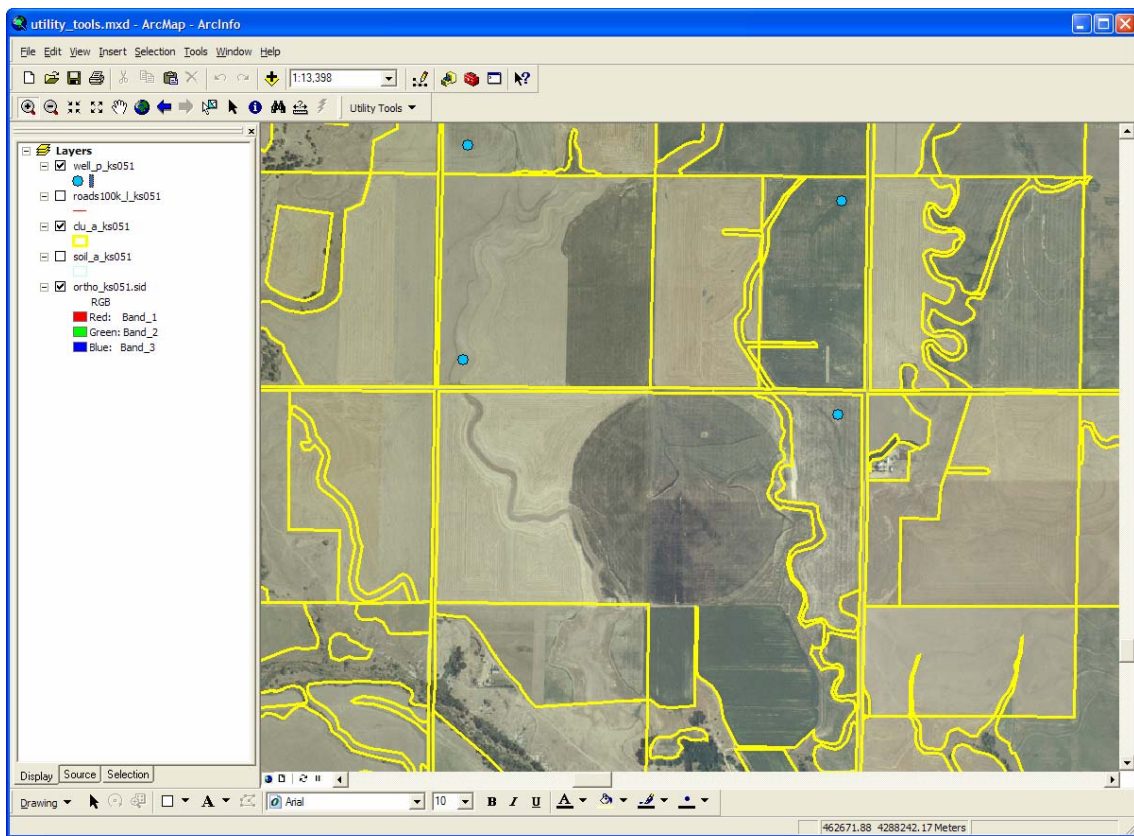 utility_tools.mxd - ArcMap - ArcInfo
File Edit View Insert Selection Tools Window Help
1:13,398
Utility Tools
Layers
well_p_ks051
roads100k_l_ks051
clu_a_ks051
soil_a_ks051
ortho_ks051.sid
RGB
Red: Band_1
Green: Band_2
Blue: Band_3
Display Source Selection
Drawing A Arial 10 B I U A
462671.88 4288242.17 Meters